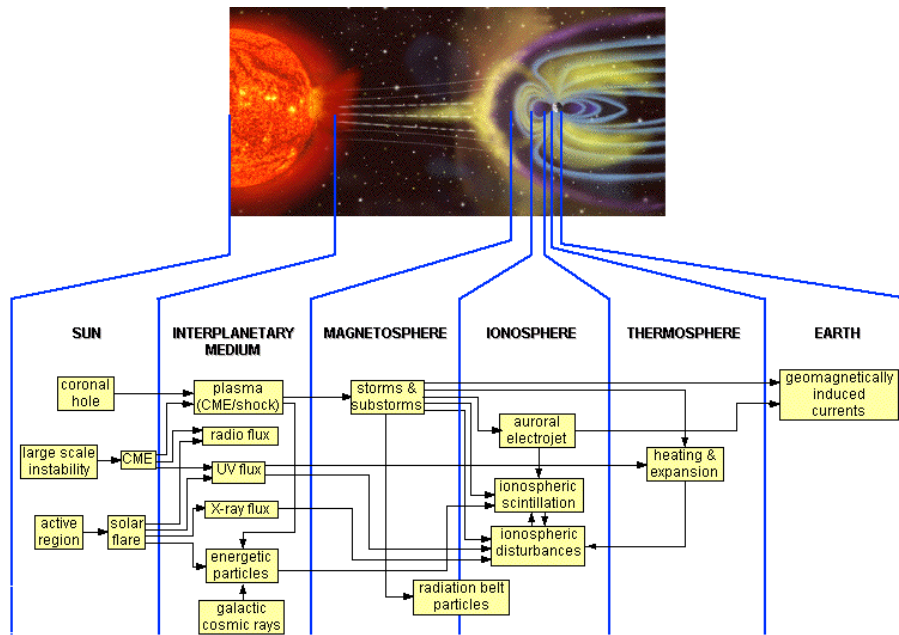 SUN
INTERPLANETARY
MEDIUM
MAGNETOSPHERE
IONOSPHERE
THERMOSPHERE
EARTH
coronal
hole
plasma
(CME/shock)
storms &
substorms
geomagnetically
induced
currents
radio flux
auroral
electrojet
large scale
instability
CME
UV flux
heating &
expansion
ionospheric
scintillation
X-ray flux
active
region
solar
flare
ionospheric
disturbances
energetic
particles
radiation belt
particles
galactic
cosmic rays